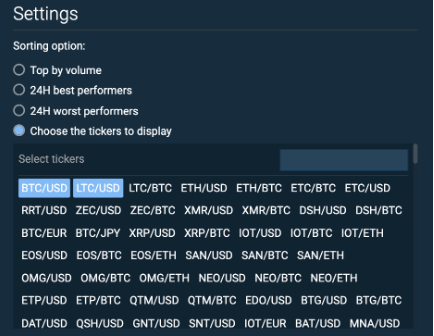 Settings
Sorting option:
Top by volume
24H best performers
24H worst performers
Choose the tickers to display
Select tickers
BTC/USD LTC/USD LTC/BTC ETH/USD ETH/BTC ETC/BTC ETC/USD
RRT/USD ZEC/USD ZEC/BTC XMR/USD XMR/BTC DSH/USD DSH/BTC
BTC/EUR BTC/JPY XRP/USD XRP/BTC IOT/USD IOT/BTC IOT/ETH
EOS/USD EOS/BTC EOS/ETH SAN/USD SAN/BTC SAN/ETH
OMG/USD OMG/BTC OMG/ETH NEO/USD NEO/BTC NEO/ETH
ETP/USD ETP/BTC QTM/USD QTM/BTC EDO/USD BTG/USD BTG/BTC
DAT/USD QSH/USD GNT/USD SNT/USD IOT/EUR BAT/USD MNA/USD